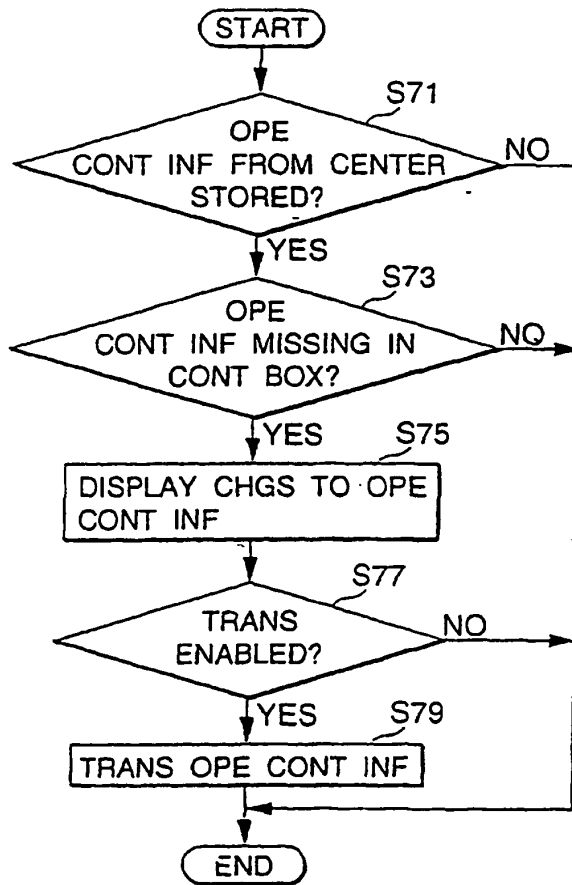 START
S71
OPE
CONT INF FROM CENTER
STORED?
NO
YES
S73
OPE
CONT INF MISSING IN
CONT BOX?
NO
YES
S75
DISPLAY CHGS TO OPE
CONT INF
S77
TRANS
ENABLED?
NO
YES
S79
TRANS OPE CONT INF
END